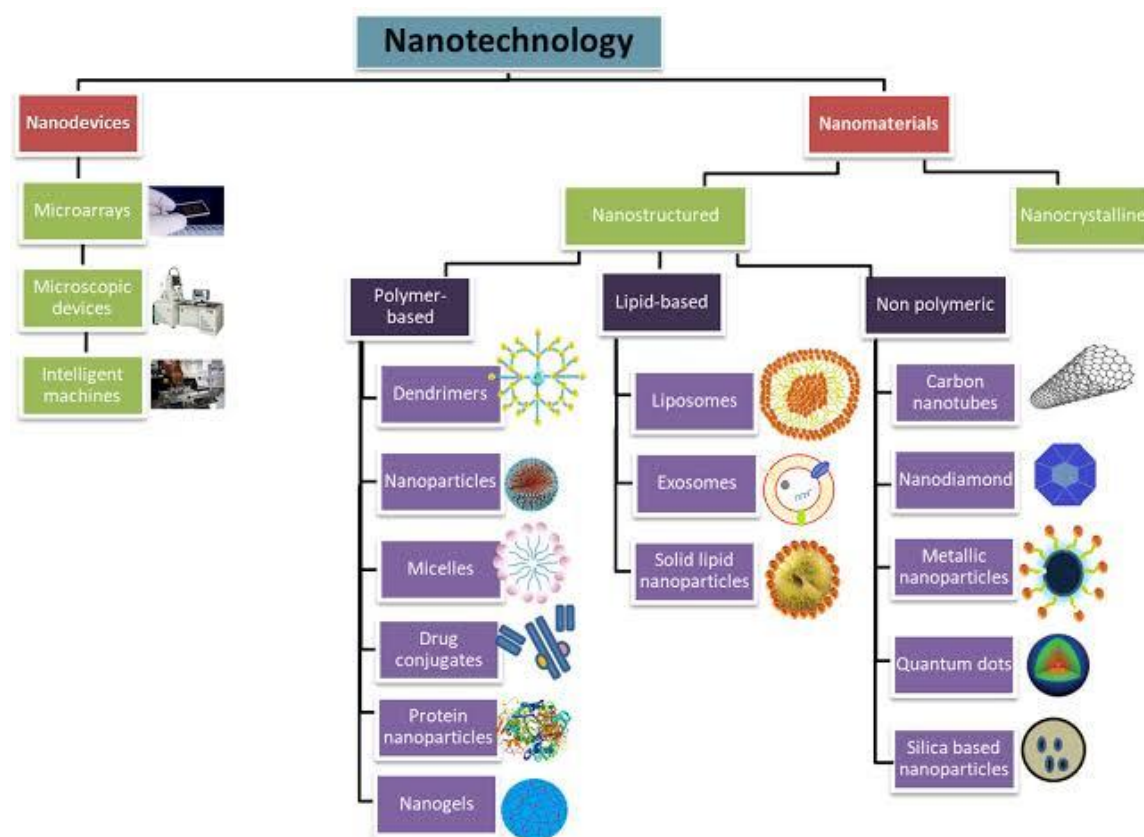 Nanotechnology
Nanodevices
Nanomaterials
Microarrays
Nanostructured
Nanocrystalline
Microscopic
devices
Polymer-
based
Lipid-based
Non polymeric
Intelligent
machines
Dendrimers
Liposomes
Carbon
nanotubes
Nanoparticles
Exosomes
Nanodiamond
Micelles
Solid lipid
nanoparticles
Metallic
nanoparticles
Drug
conjugates
Quantum dots
Protein
nanoparticles
Silica based
nanoparticles
Nanogels